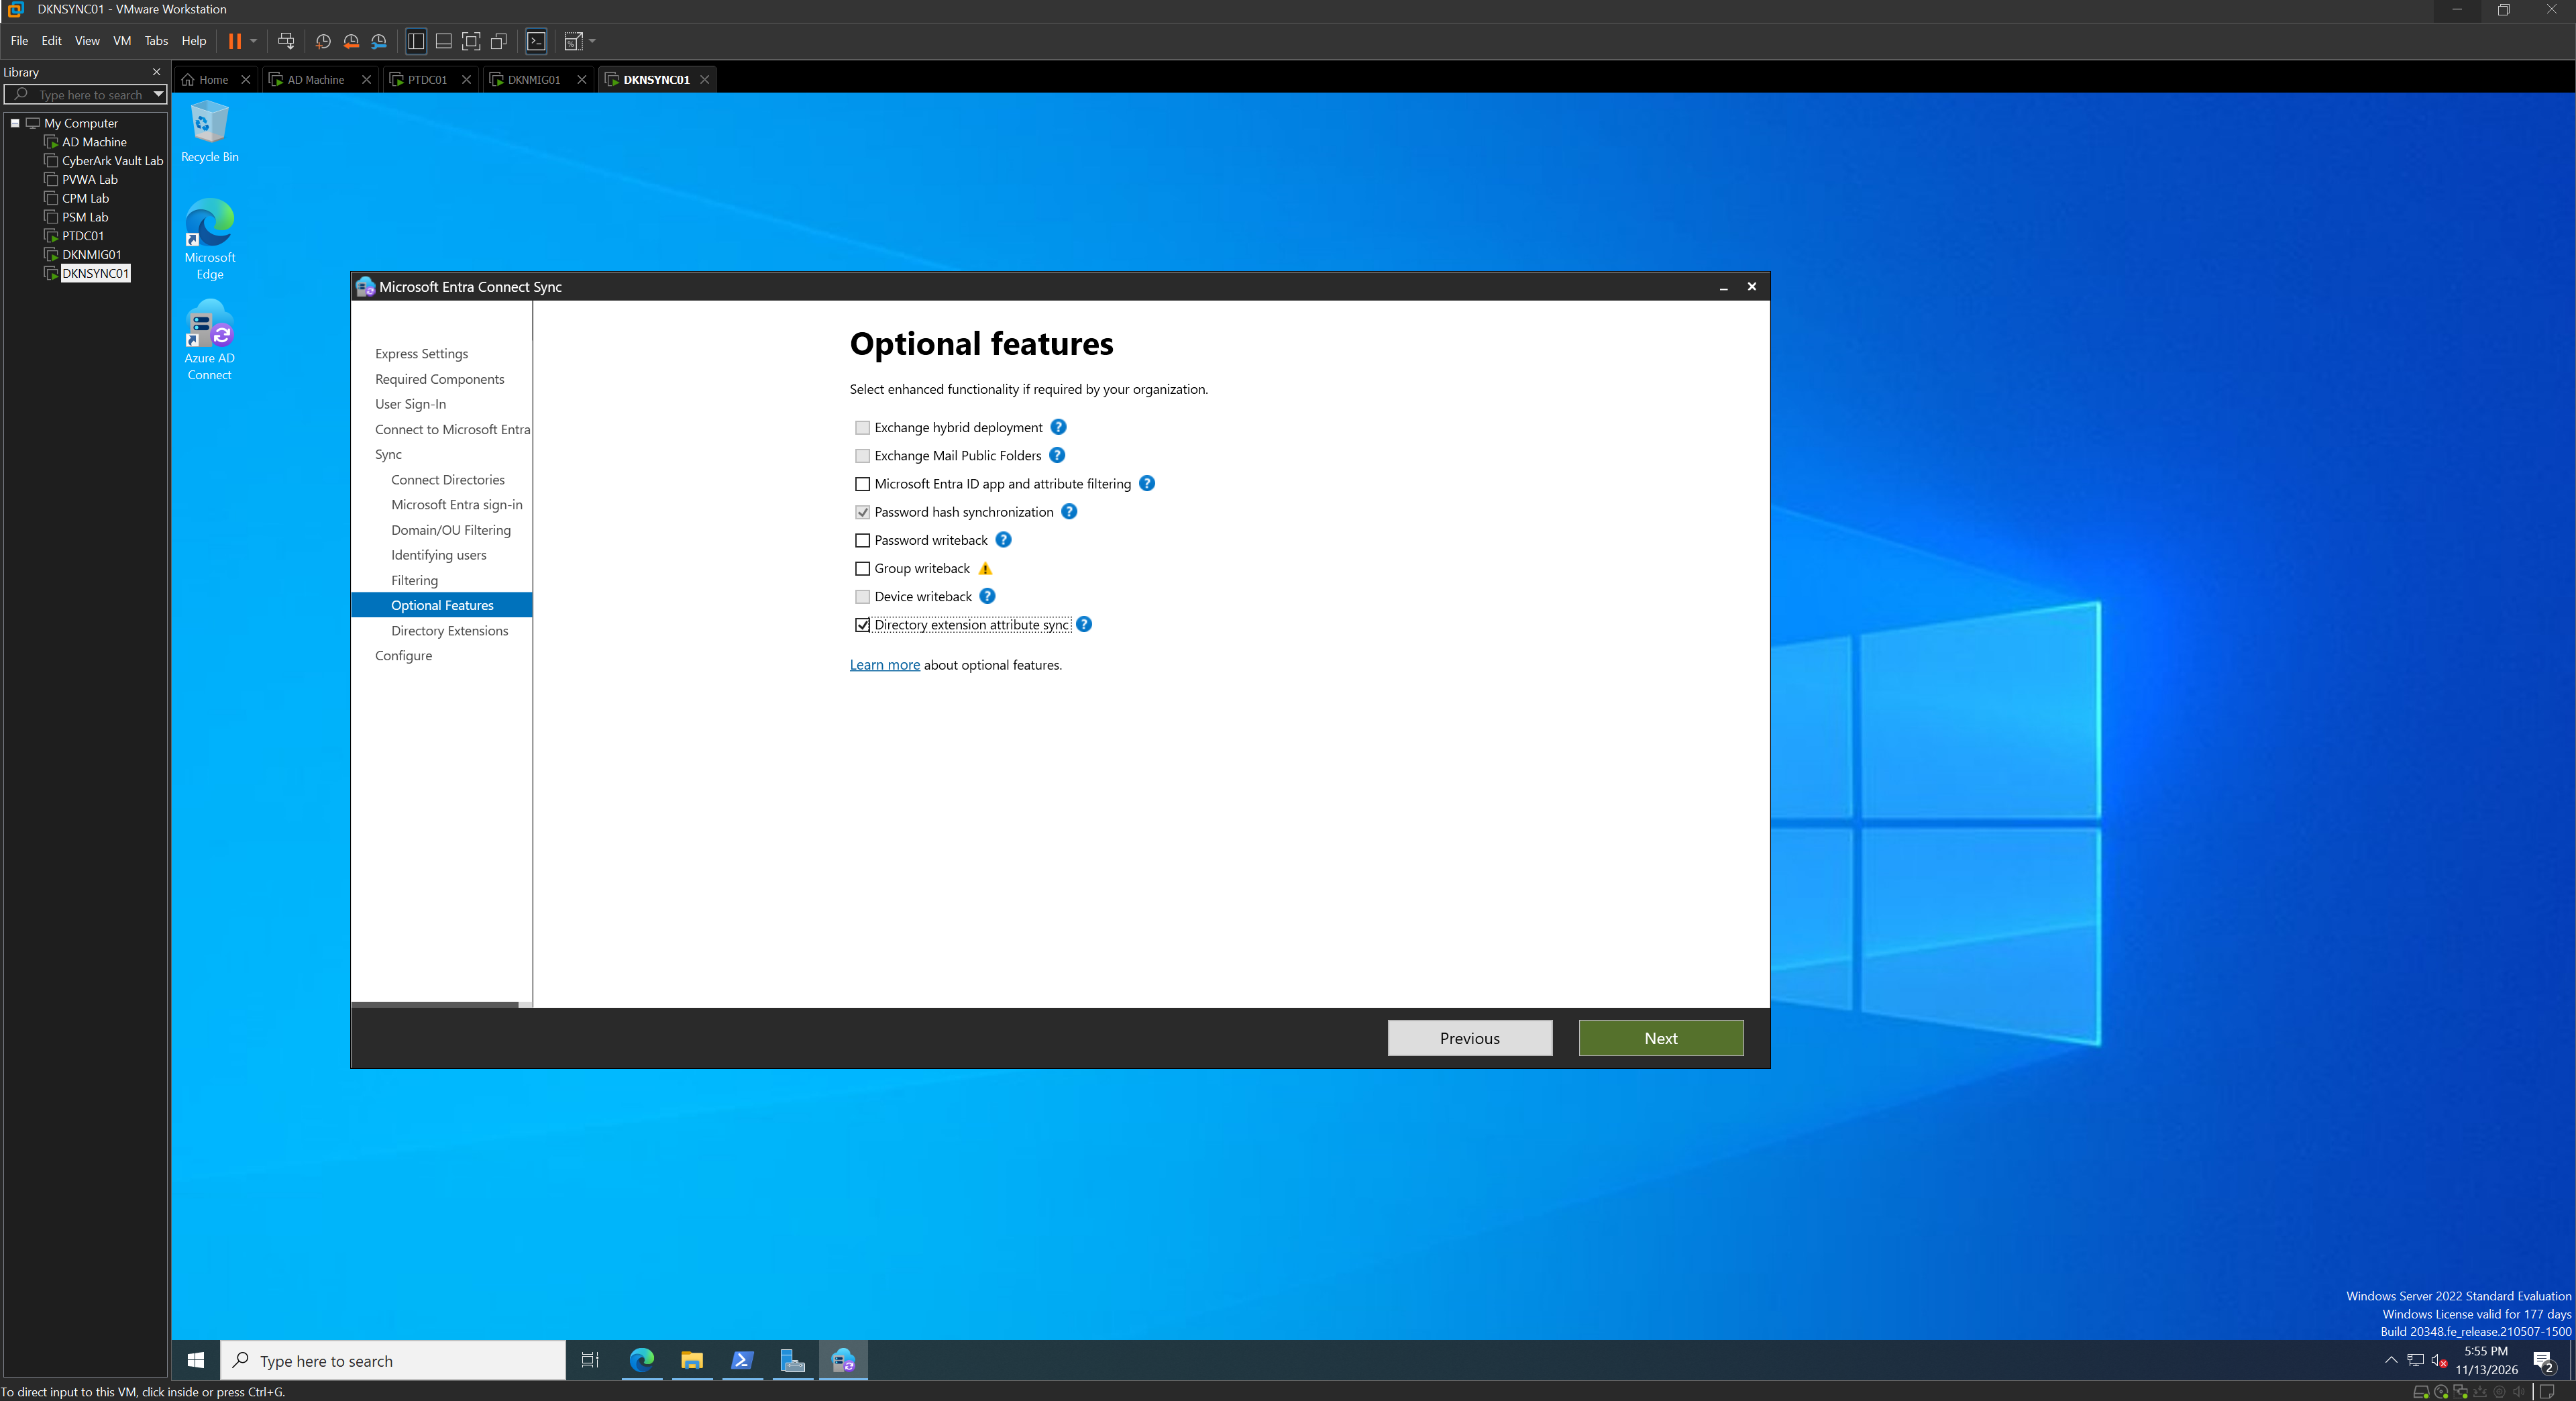 DKNSYNC01 - VMware Workstation
File Edit View VM Tabs Help
Library
Type here to search
My Computer
AD Machine
CyberArk Vault Lab
PVWA Lab
CPM Lab
PSM Lab
PTDC01
DKNMIG01
DKNSYNC01
Home
AD Machine
PTDC01
DKNMIG01
DKNSYNC01
Recycle Bin
Microsoft
Edge
Azure AD
Connect
Microsoft Entra Connect Sync
Express Settings
Required Components
User Sign-In
Connect to Microsoft Entra
Sync
Connect Directories
Microsoft Entra sign-in
Domain/OU Filtering
Identifying users
Filtering
Optional Features
Directory Extensions
Configure
Optional features
Select enhanced functionality if required by your organization.
Exchange hybrid deployment ?
Exchange Mail Public Folders ?
Microsoft Entra ID app and attribute filtering ?
Password hash synchronization ?
Password writeback ?
Group writeback
Device writeback ?
Directory extension attribute sync ?
Learn more about optional features.
Previous
Next
Windows Server 2022 Standard Evaluation
Windows License valid for 177 days
Build 20348.fe_release.210507-1500
Type here to search
5:55 PM
11/13/2026
2
To direct input to this VM, click inside or press Ctrl+G.